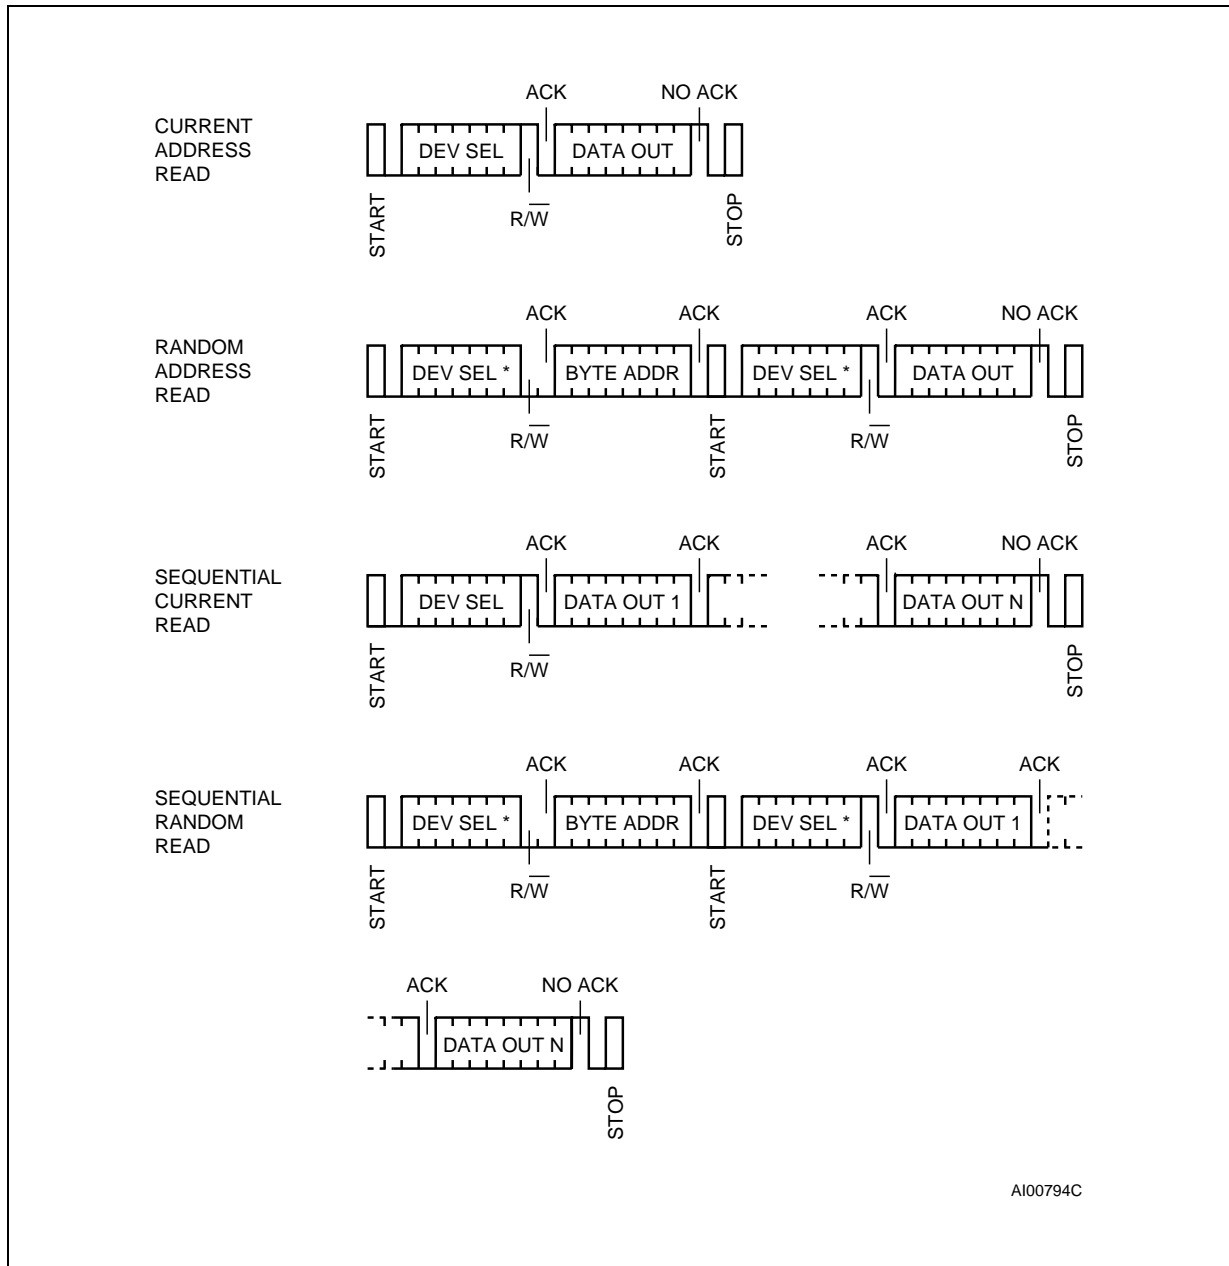 ACK NO ACK
CURRENT
ADDRESS
READ
DEV SEL DATA OUT
R/W̅
START STOP
ACK ACK ACK NO ACK
RANDOM
ADDRESS
READ
DEV SEL * BYTE ADDR DEV SEL * DATA OUT
R/W̅ R/W̅
START START STOP
ACK ACK ACK NO ACK
SEQUENTIAL
CURRENT
READ
DEV SEL DATA OUT 1 DATA OUT N
R/W̅
START STOP
ACK ACK ACK ACK
SEQUENTIAL
RANDOM
READ
DEV SEL * BYTE ADDR DEV SEL * DATA OUT 1
R/W̅ R/W̅
START START
ACK NO ACK
DATA OUT N
STOP
AI00794C